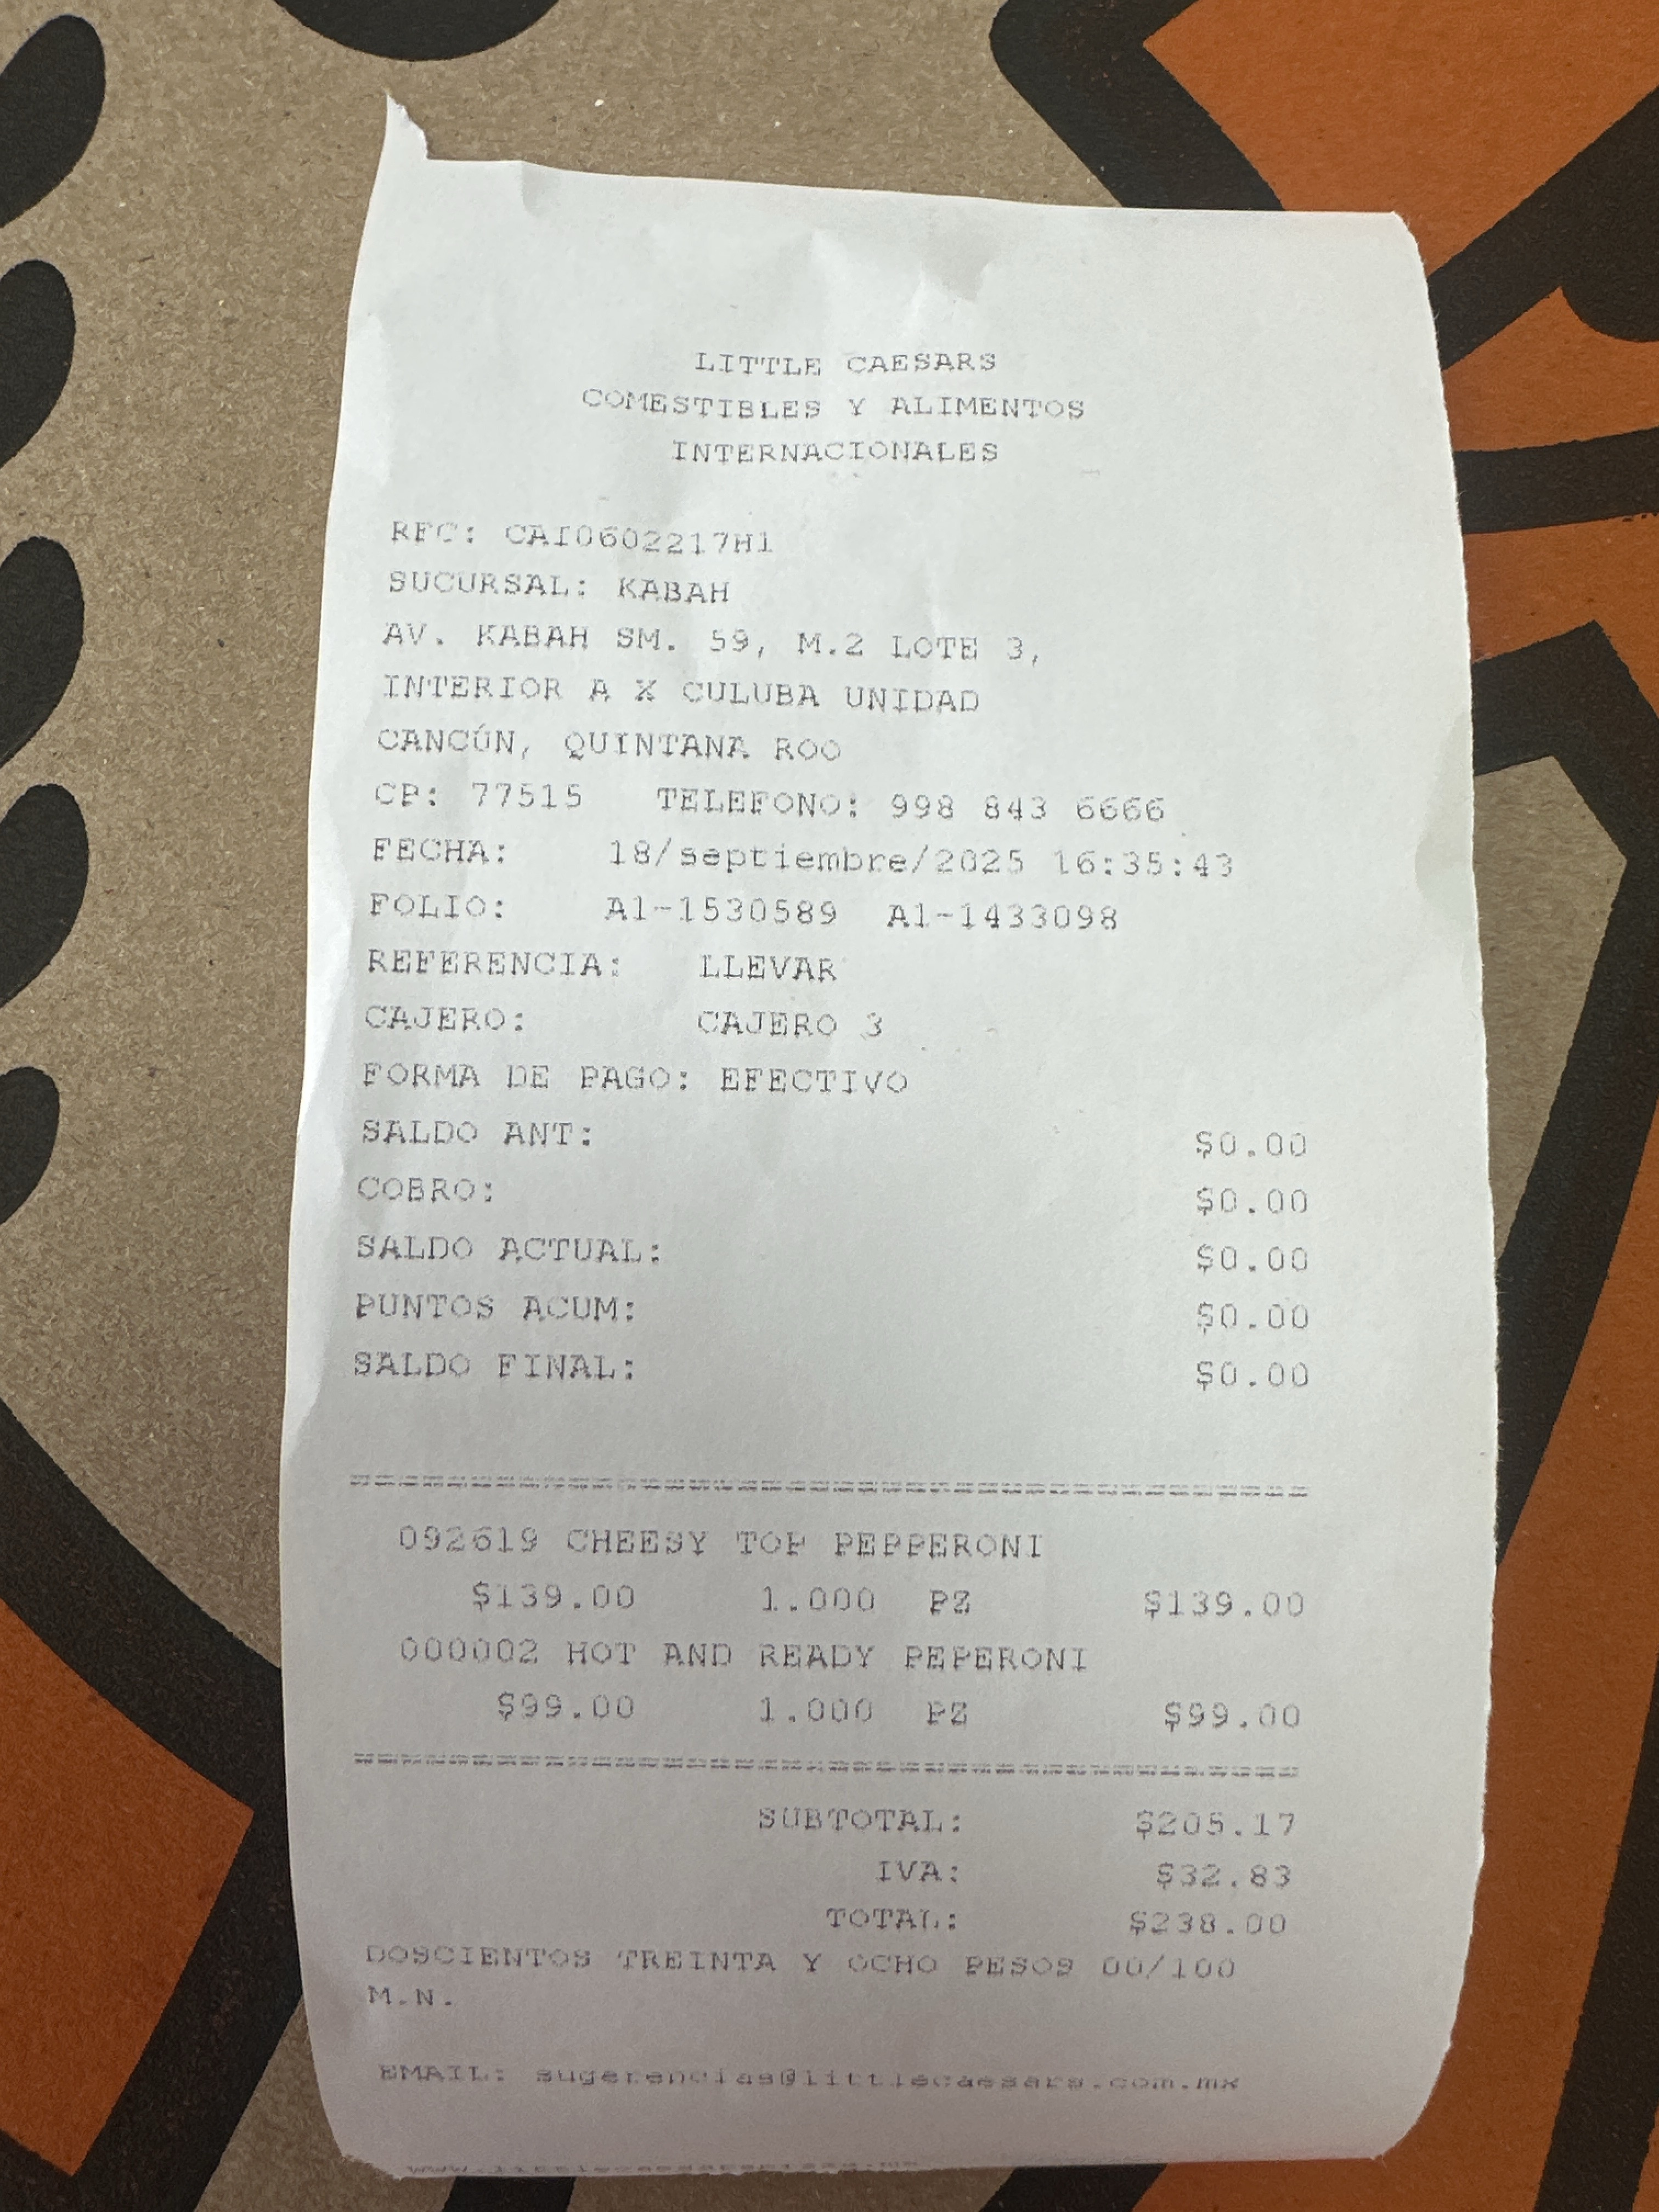 LITTLE CAESARS
COMESTIBLES Y ALIMENTOS
INTERNACIONALES
RFC: CAI0602217H1
SUCURSAL: KABAH
AV. KABAH SM. 59, M.2 LOTE 3,
INTERIOR A X CULUBA UNIDAD
CANCÚN, QUINTANA ROO
CP: 77515 TELEFONO: 998 843 6666
FECHA: 18/septiembre/2025 16:35:43
FOLIO: A1-1530589 A1-1433098
REFERENCIA: LLEVAR
CAJERO: CAJERO 3
FORMA DE PAGO: EFECTIVO
SALDO ANT: $0.00
COBRO: $0.00
SALDO ACTUAL: $0.00
PUNTOS ACUM: $0.00
SALDO FINAL: $0.00
092619 CHEESY TOP PEPPERONI
$139.00 1.000 PZ $139.00
000002 HOT AND READY PEPERONI
$99.00 1.000 PZ $99.00
SUBTOTAL: $205.17
IVA: $32.83
TOTAL: $238.00
DOSCIENTOS TREINTA Y OCHO PESOS 00/100
M.N.
EMAIL: sugerencias@littlecaesars.com.mx